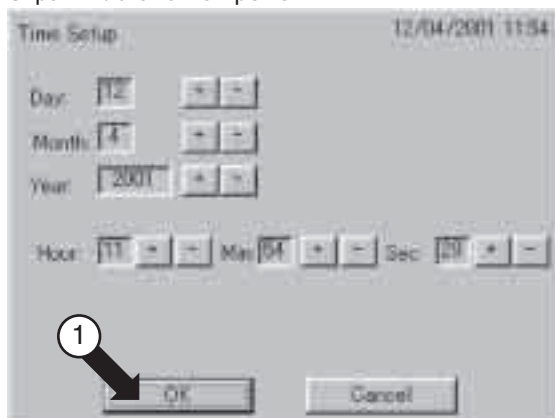 Time Setup 12/04/2001 11:54
Day: 12 + -
Month: 4 + -
Year: 2001 + -
Hour: 11 + - Min: 54 + - Sec: 29 + -
1
OK Cancel